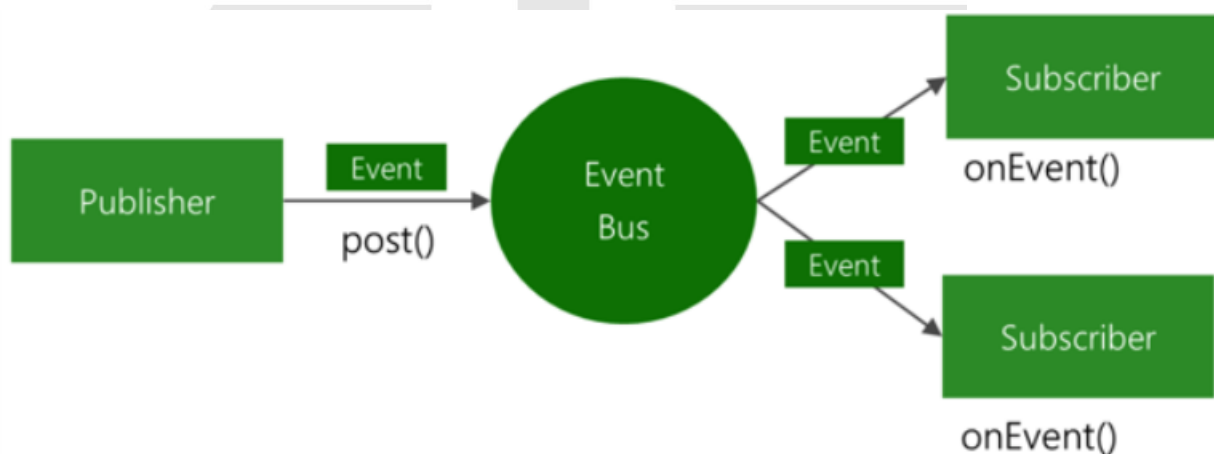 Publisher
Event
post()
Event
Bus
Event
Subscriber
onEvent()
Event
Subscriber
onEvent()